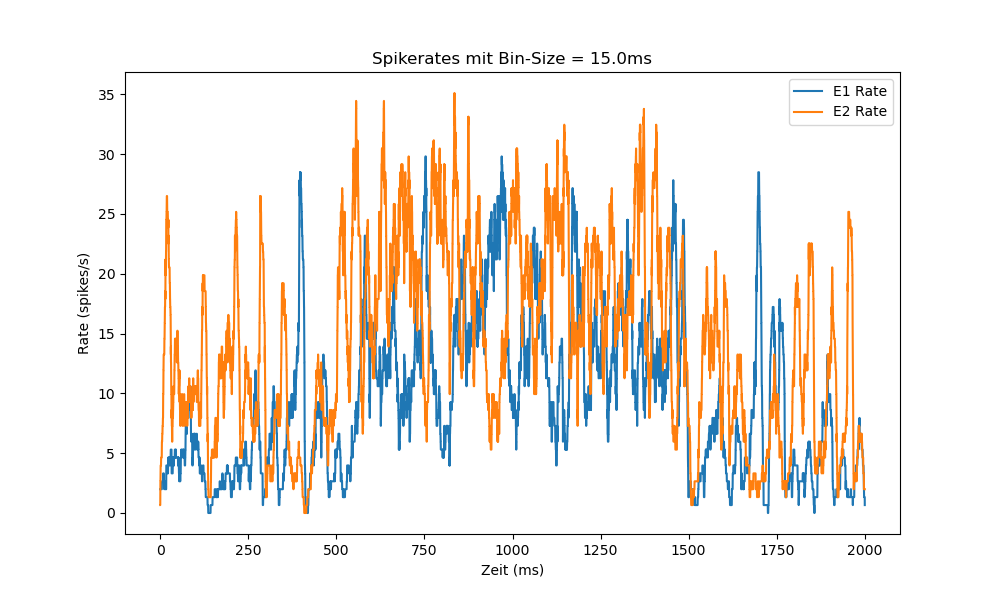 Spikerates mit Bin-Size = 15.0ms
E1 Rate
E2 Rate
Rate (spikes/s)
35
30
25
20
15
10
5
0
0 250 500 750 1000 1250 1500 1750 2000
Zeit (ms)